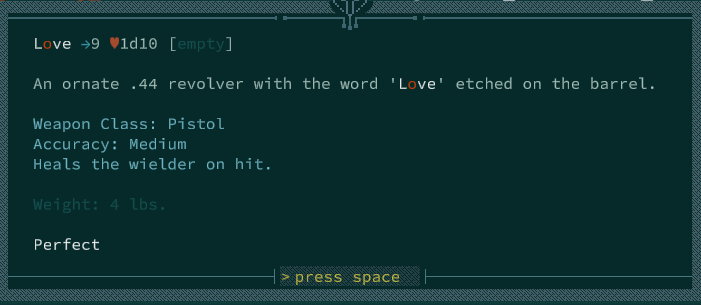 Love →9 ♥1d10 [empty]
An ornate .44 revolver with the word 'Love' etched on the barrel.
Weapon Class: Pistol
Accuracy: Medium
Heals the wielder on hit.
Weight: 4 lbs.
Perfect
> press space